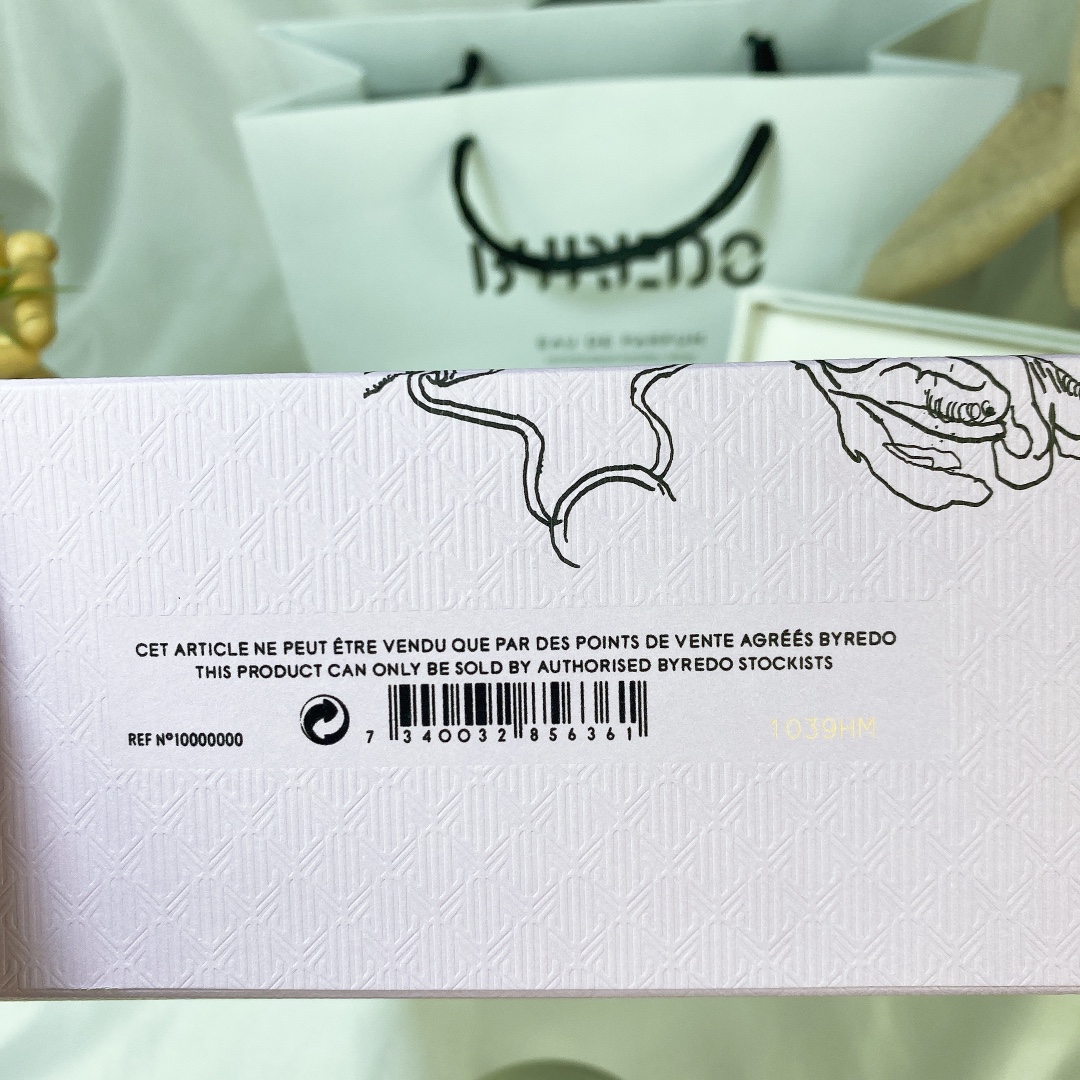 BYREDO
EAU DE PARFUM
CET ARTICLE NE PEUT ÊTRE VENDU QUE PAR DES POINTS DE VENTE AGRÉÉS BYREDO
THIS PRODUCT CAN ONLY BE SOLD BY AUTHORISED BYREDO STOCKISTS
REF Nº10000000
7 340032 856361
1039HM